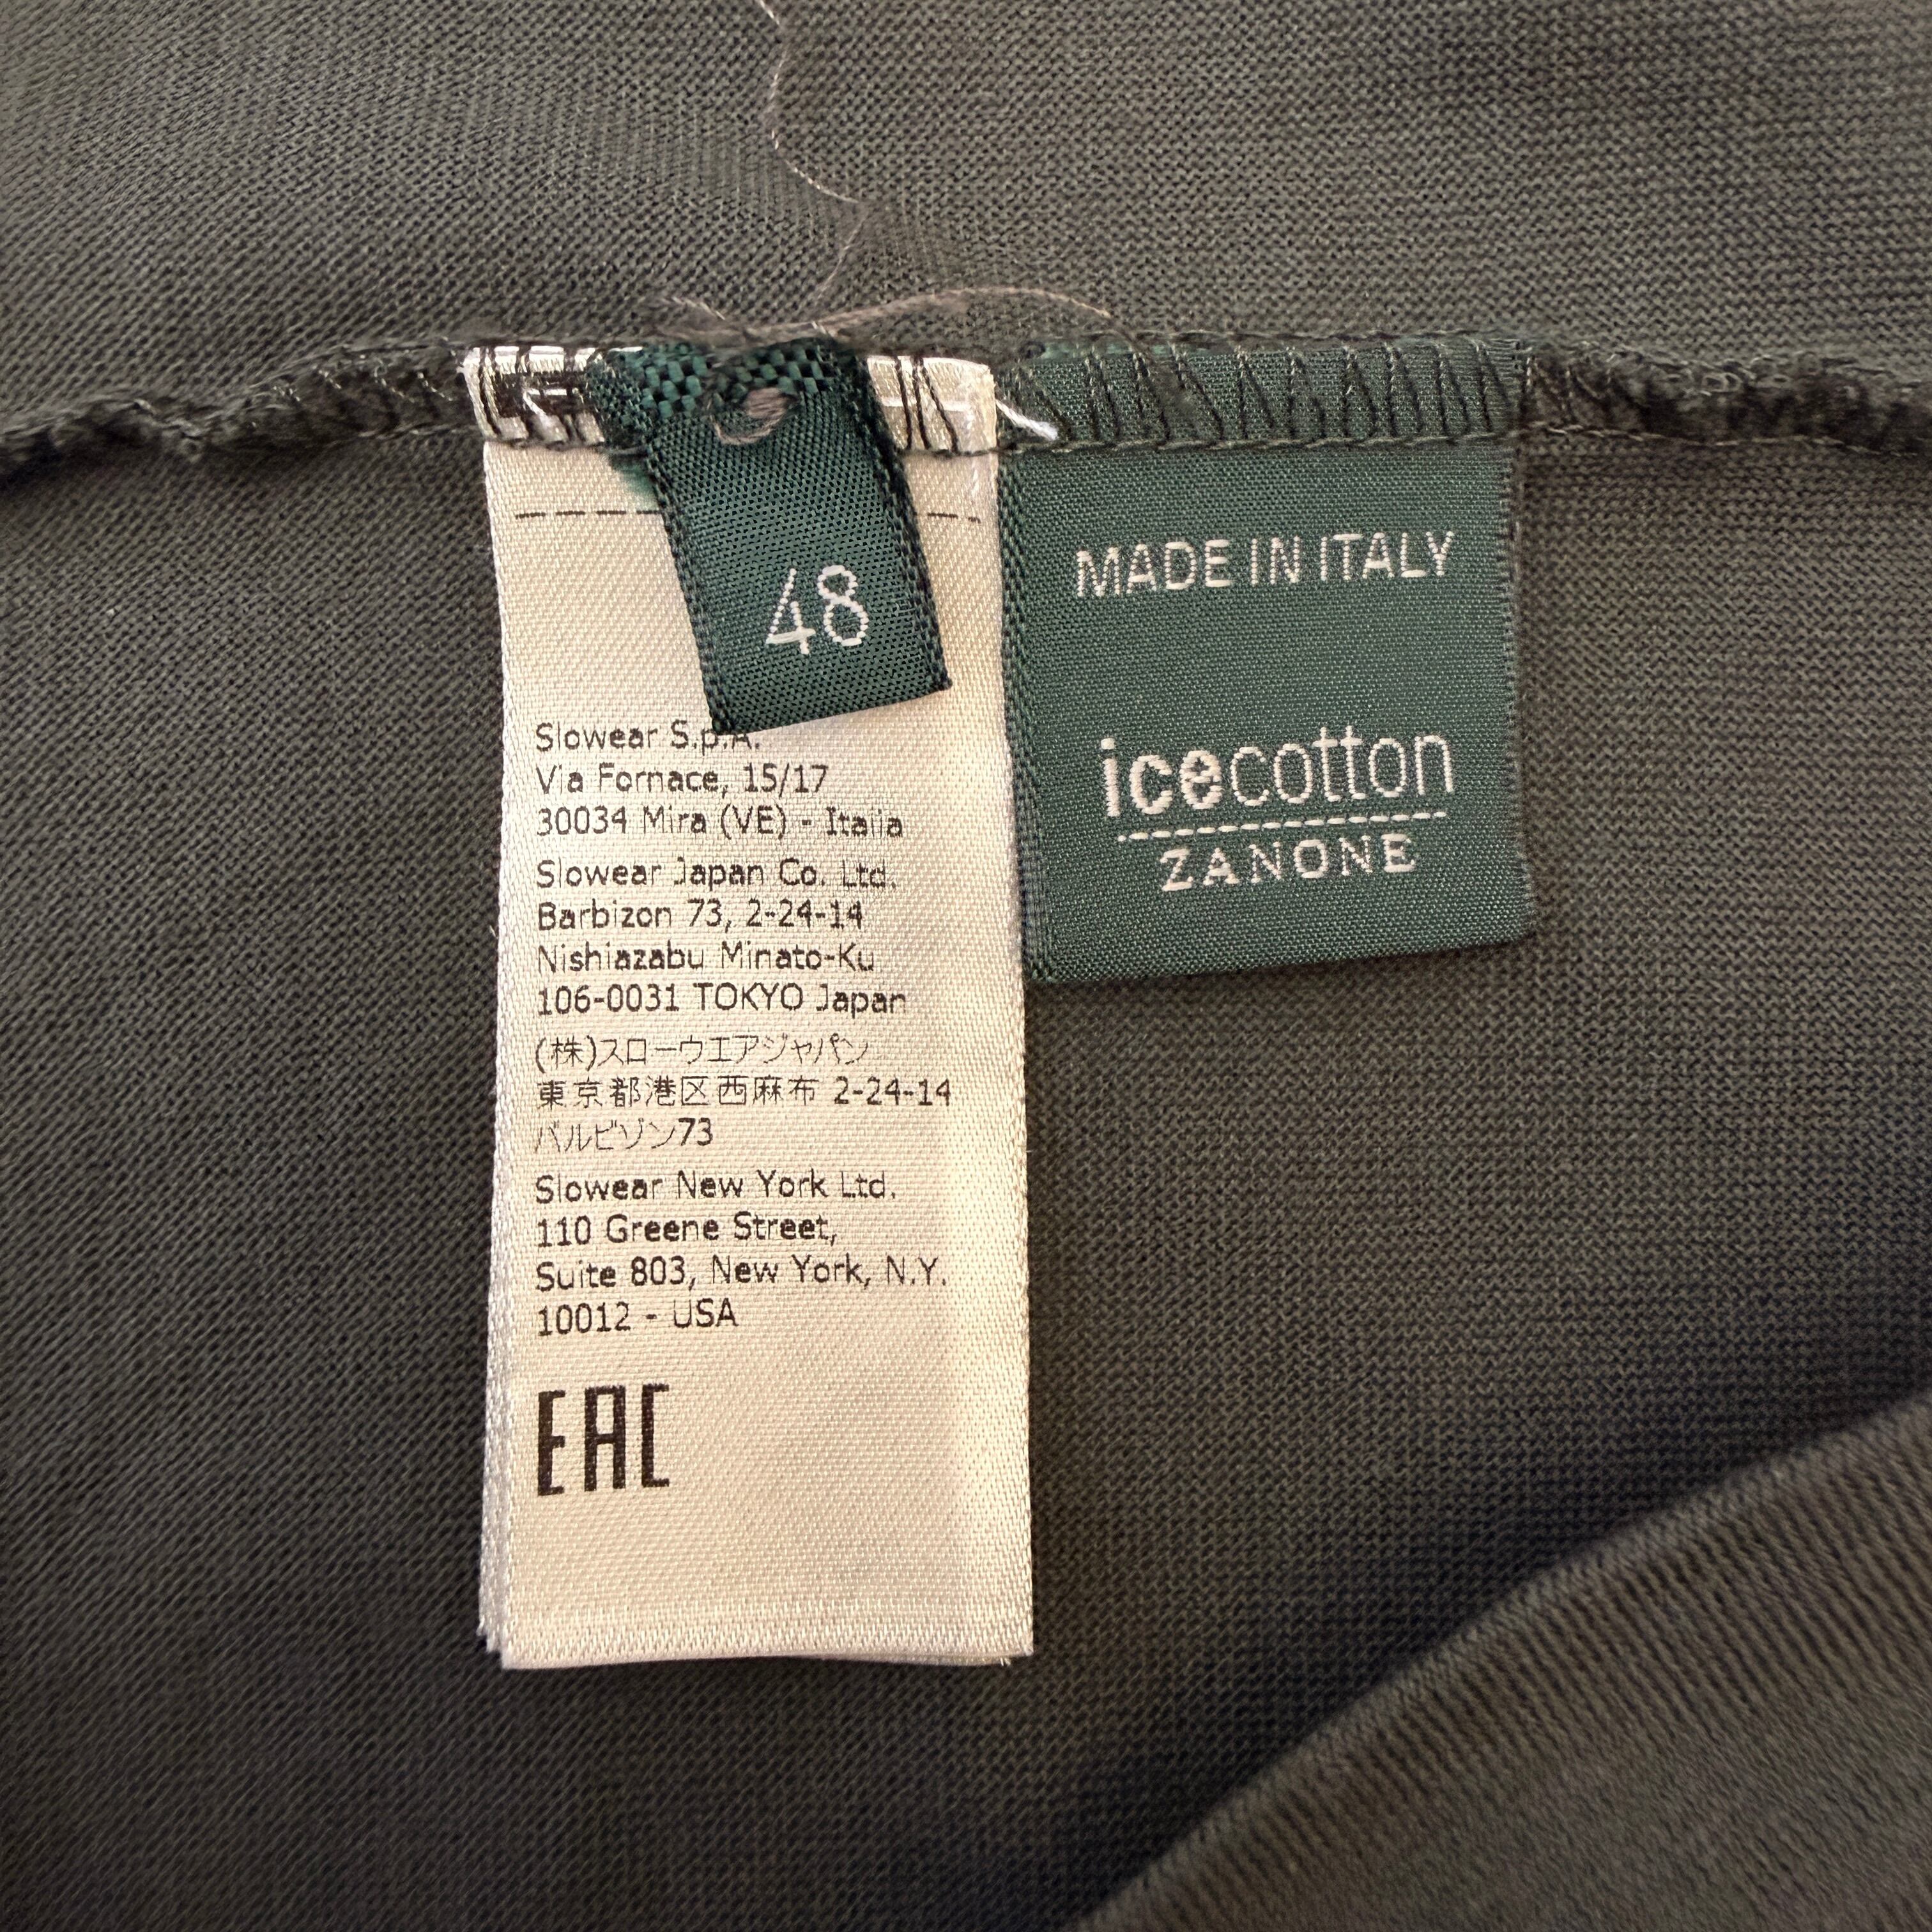 48
Slowear S.p.A.
Via Fornace, 15/17
30034 Mira (VE) - Italia
Slowear Japan Co. Ltd.
Barbizon 73, 2-24-14
Nishiazabu Minato-Ku
106-0031 TOKYO Japan
(株)スローウエアジャパン
東京都港区西麻布 2-24-14
バルビゾン73
Slowear New York Ltd.
110 Greene Street,
Suite 803, New York, N.Y.
10012 - USA
EAC
MADE IN ITALY
icecotton
ZANONE